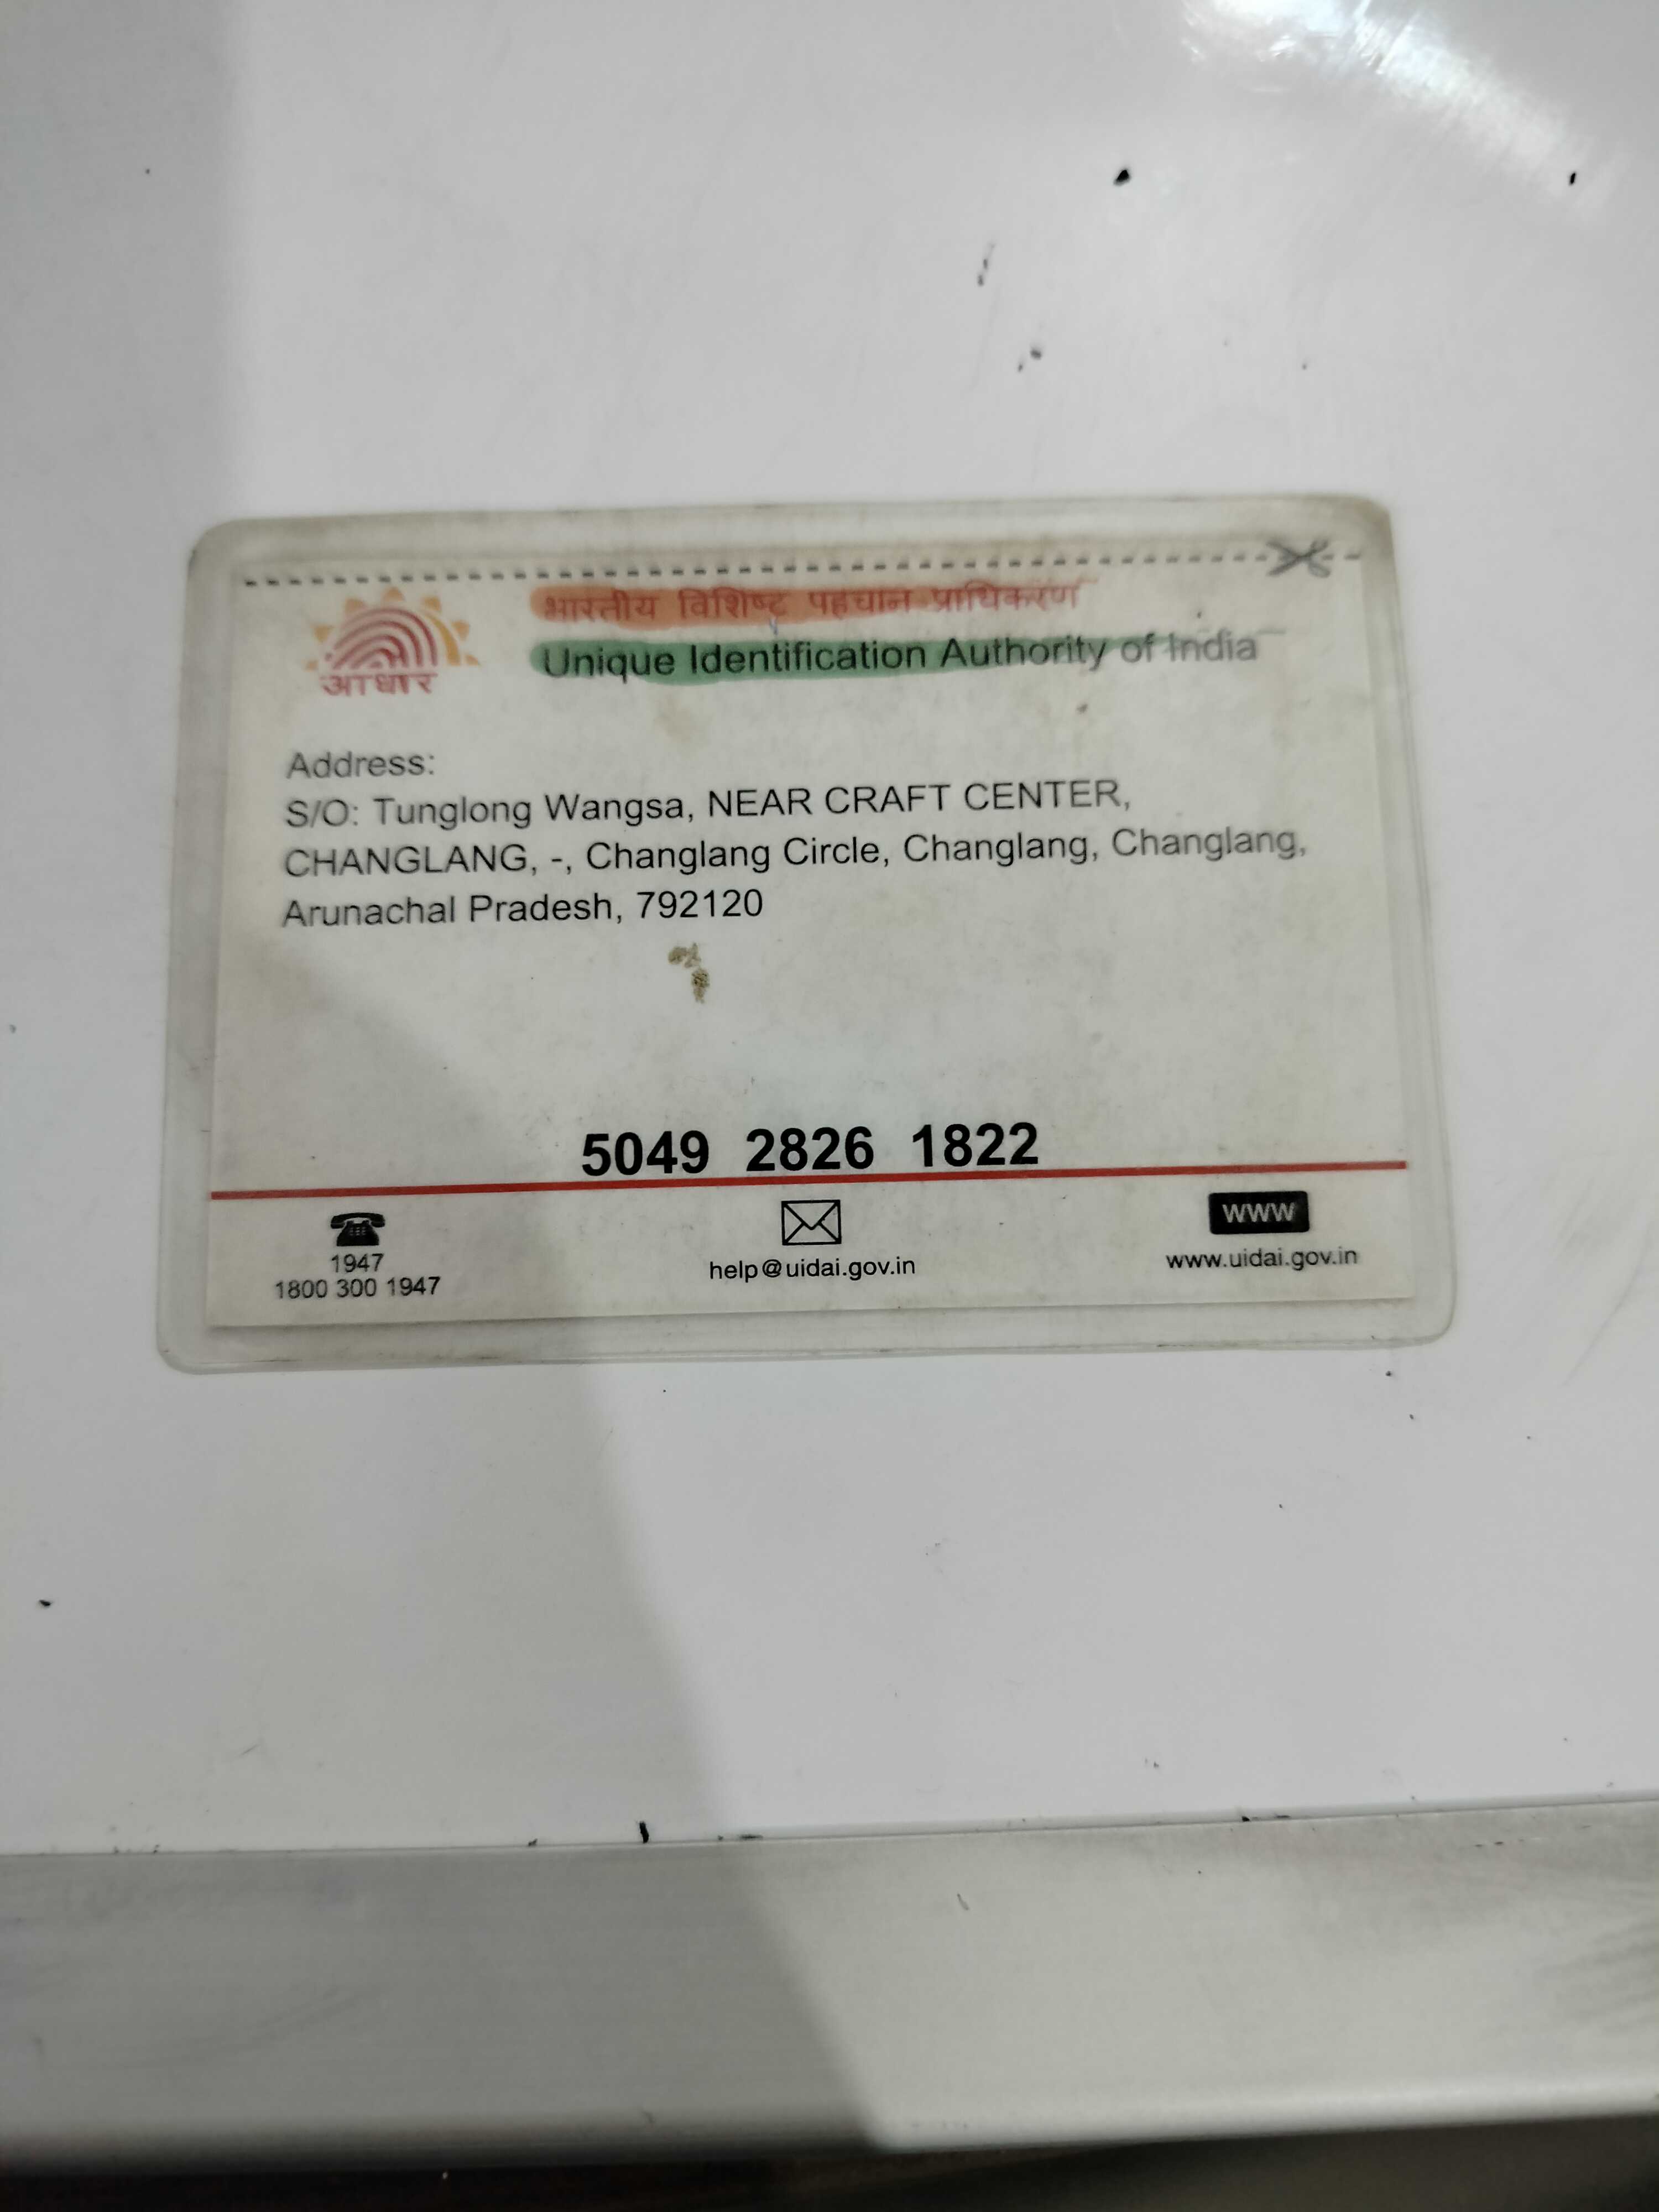 भारतीय विशिष्ट पहचान प्राधिकरण
Unique Identification Authority of India
आधार
Address:
S/O: Tunglong Wangsa, NEAR CRAFT CENTER,
CHANGLANG, -, Changlang Circle, Changlang, Changlang,
Arunachal Pradesh, 792120
5049 2826 1822
1947
1800 300 1947
help@uidai.gov.in
WWW
www.uidai.gov.in